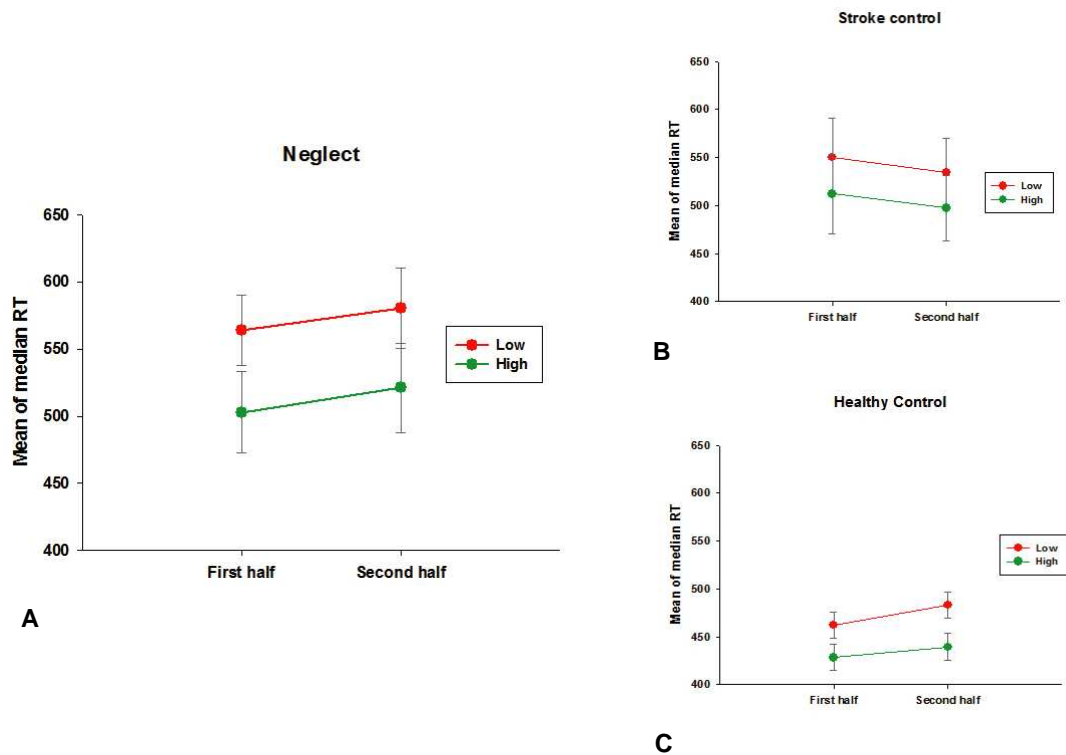 Neglect
Mean of median RT
650
600
550
500
450
400
First half
Second half
Low
High
A
Stroke control
Mean of median RT
650
600
550
500
450
400
First half
Second half
Low
High
B
Healthy Control
Mean of median RT
650
600
550
500
450
400
First half
Second half
Low
High
C